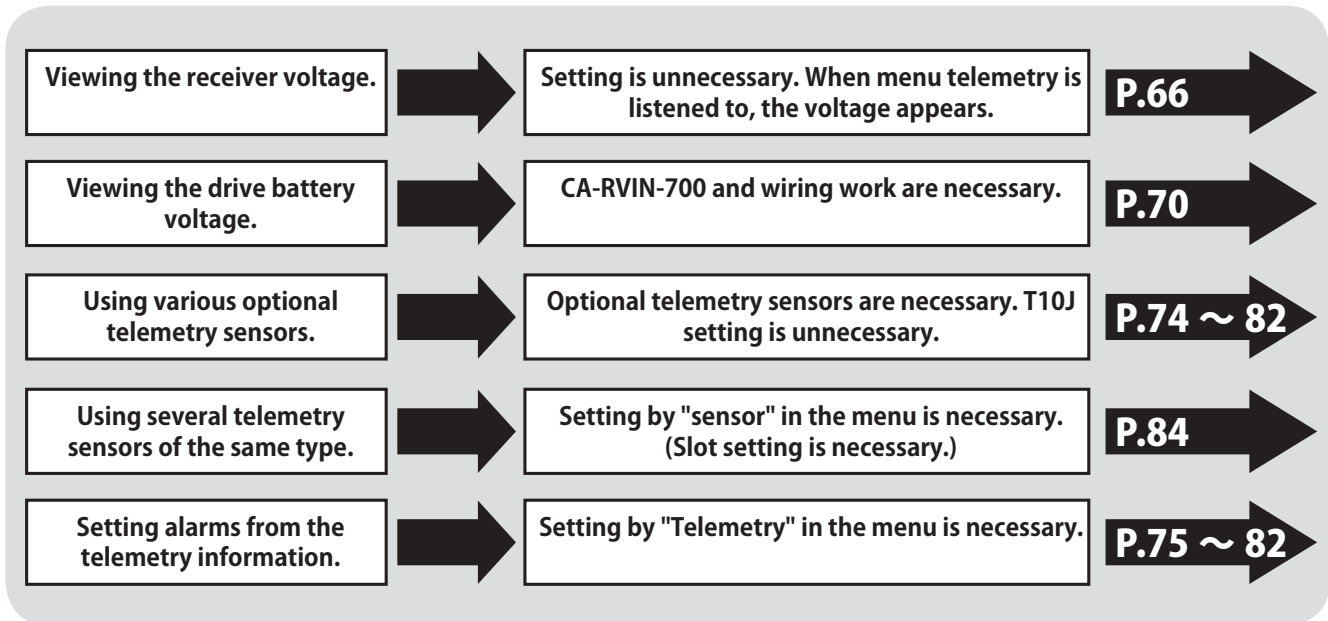 Viewing the receiver voltage.
Setting is unnecessary. When menu telemetry is
listened to, the voltage appears.
P.66
Viewing the drive battery
voltage.
CA-RVIN-700 and wiring work are necessary.
P.70
Using various optional
telemetry sensors.
Optional telemetry sensors are necessary. T10J
setting is unnecessary.
P.74 ～ 82
Using several telemetry
sensors of the same type.
Setting by "sensor" in the menu is necessary.
(Slot setting is necessary.)
P.84
Setting alarms from the
telemetry information.
Setting by "Telemetry" in the menu is necessary.
P.75 ～ 82